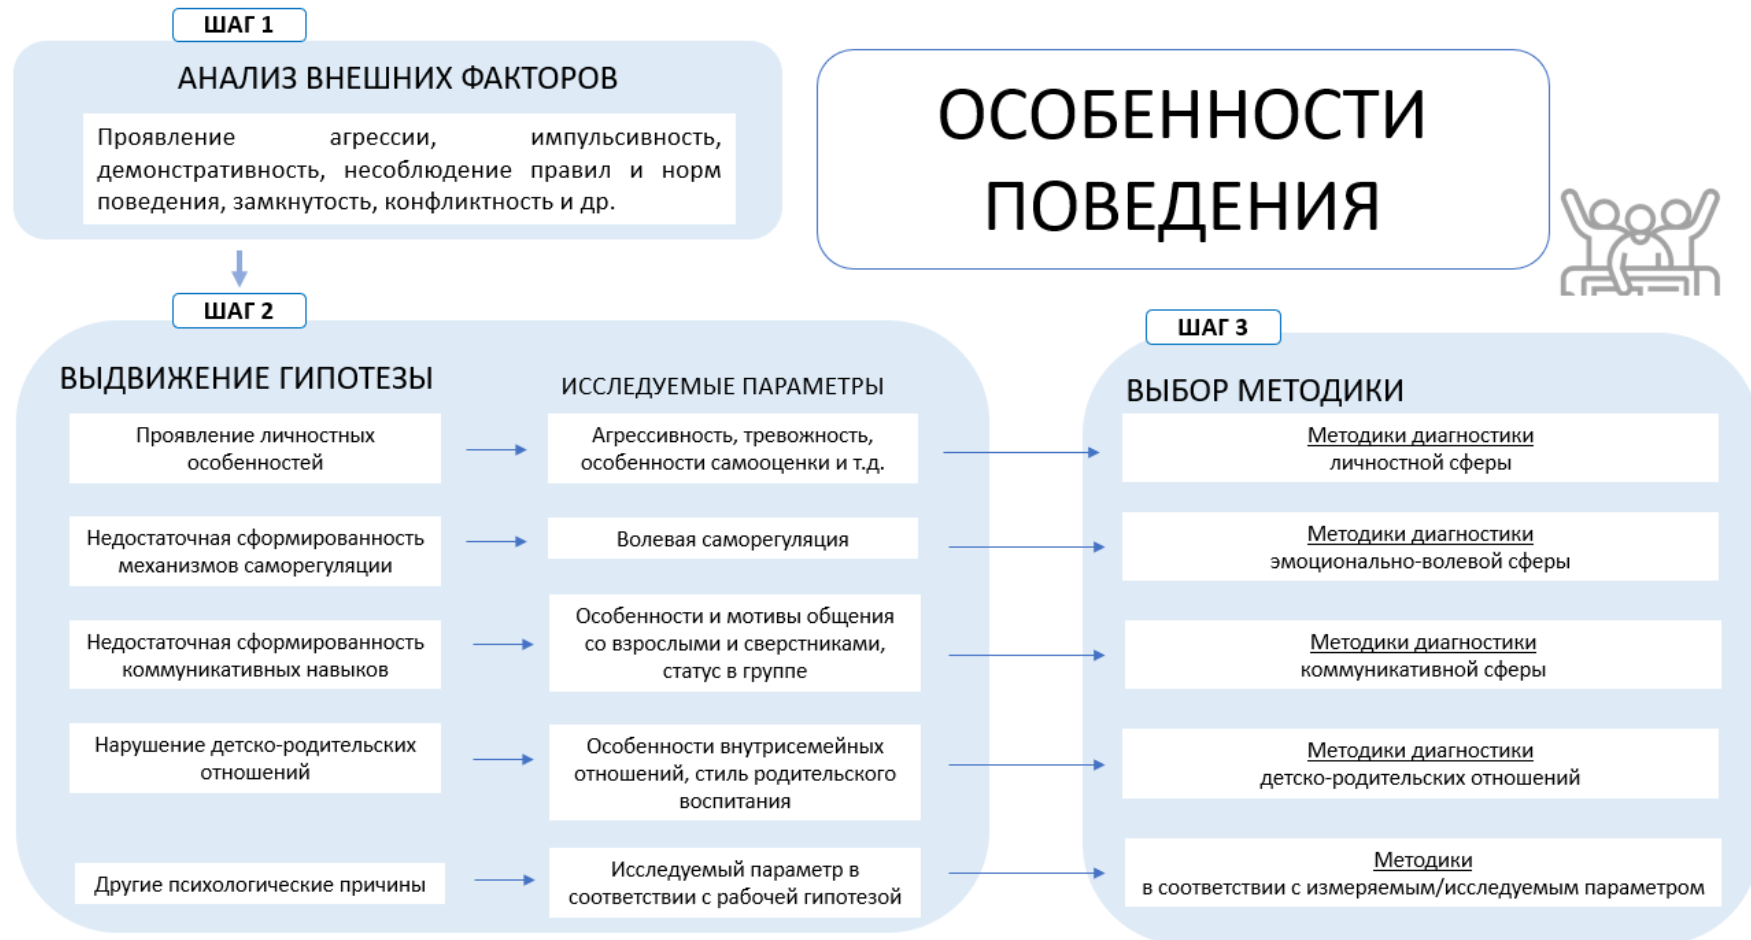 ШАГ 1
АНАЛИЗ ВНЕШНИХ ФАКТОРОВ
Проявление агрессии, импульсивность,
демонстративность, несоблюдение правил и норм
поведения, замкнутость, конфликтность и др.
ОСОБЕННОСТИ
ПОВЕДЕНИЯ
ШАГ 2
ВЫДВИЖЕНИЕ ГИПОТЕЗЫ
ИССЛЕДУЕМЫЕ ПАРАМЕТРЫ
Проявление личностных
особенностей
Агрессивность, тревожность,
особенности самооценки и т.д.
Недостаточная сформированность
механизмов саморегуляции
Волевая саморегуляция
Недостаточная сформированность
коммуникативных навыков
Особенности и мотивы общения
со взрослыми и сверстниками,
статус в группе
Нарушение детско-родительских
отношений
Особенности внутрисемейных
отношений, стиль родительского
воспитания
Другие психологические причины
Исследуемый параметр в
соответствии с рабочей гипотезой
ШАГ 3
ВЫБОР МЕТОДИКИ
Методики диагностики
личностной сферы
Методики диагностики
эмоционально-волевой сферы
Методики диагностики
коммуникативной сферы
Методики диагностики
детско-родительских отношений
Методики
в соответствии с измеряемым/исследуемым параметром